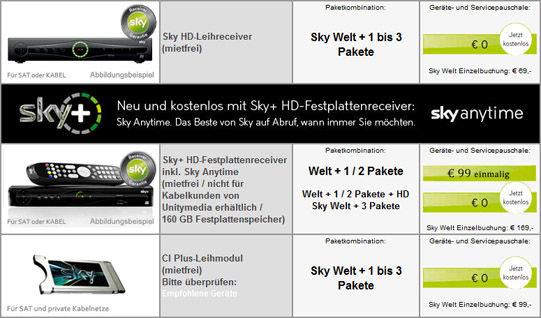 Paketkombination:
Geräte- und Servicepauschale:
sky
Sky HD-Leihreceiver
(mietfrei)
Sky Welt + 1 bis 3
Pakete
€ 0
Jetzt
kostenlos
Für SAT oder KABEL
Abbildungsbeispiel
Sky Welt Einzelbuchung: € 69,-
sky+
Neu und kostenlos mit Sky+ HD-Festplattenreceiver:
Sky Anytime. Das Beste von Sky auf Abruf, wann immer Sie möchten.
sky anytime
Paketkombination:
Geräte- und Servicepauschale:
sky
Sky+ HD-Festplattenreceiver
inkl. Sky Anytime
(mietfrei / nicht für
Kabelkunden von
Unitymedia erhältlich /
160 GB Festplattenspeicher)
Welt + 1 / 2 Pakete
€ 99 einmalig
Welt + 1 / 2 Pakete + HD
Sky Welt + 3 Pakete
€ 0
Jetzt
kostenlos
Für SAT oder KABEL
Abbildungsbeispiel
Sky Welt Einzelbuchung: € 169,-
Paketkombination:
Geräte- und Servicepauschale:
CI Plus-Leihmodul
(mietfrei)
Bitte überprüfen:
Empfohlene Geräte
Sky Welt + 1 bis 3
Pakete
€ 0
Jetzt
kostenlos
Für SAT und private Kabelnetze
Sky Welt Einzelbuchung: € 99,-